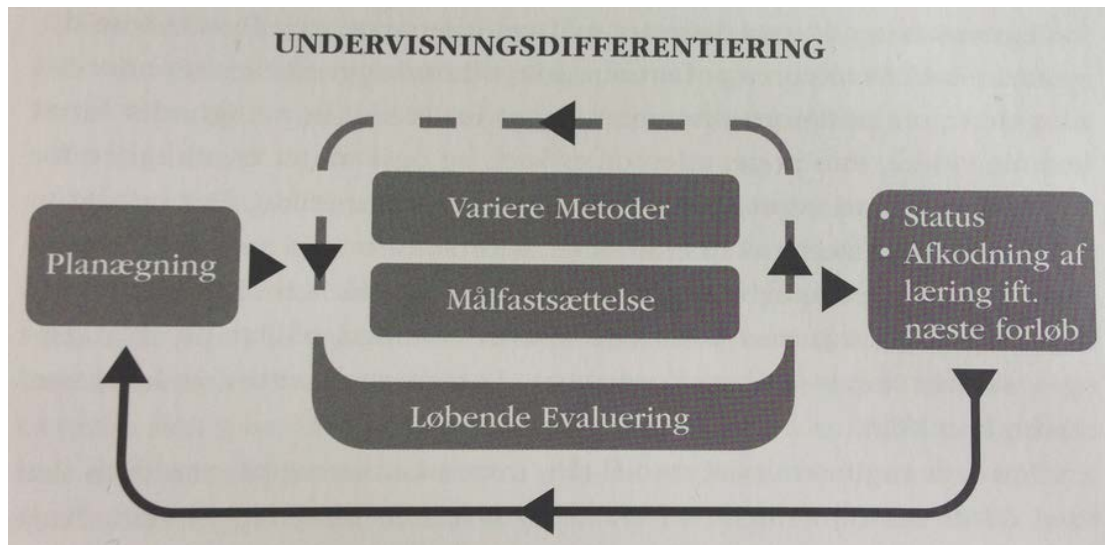 UNDERVISNINGSDIFFERENTIERING
Planægning
Variere Metoder
Målfastsættelse
Løbende Evaluering
• Status
• Afkodning af
læring ift.
næste forløb